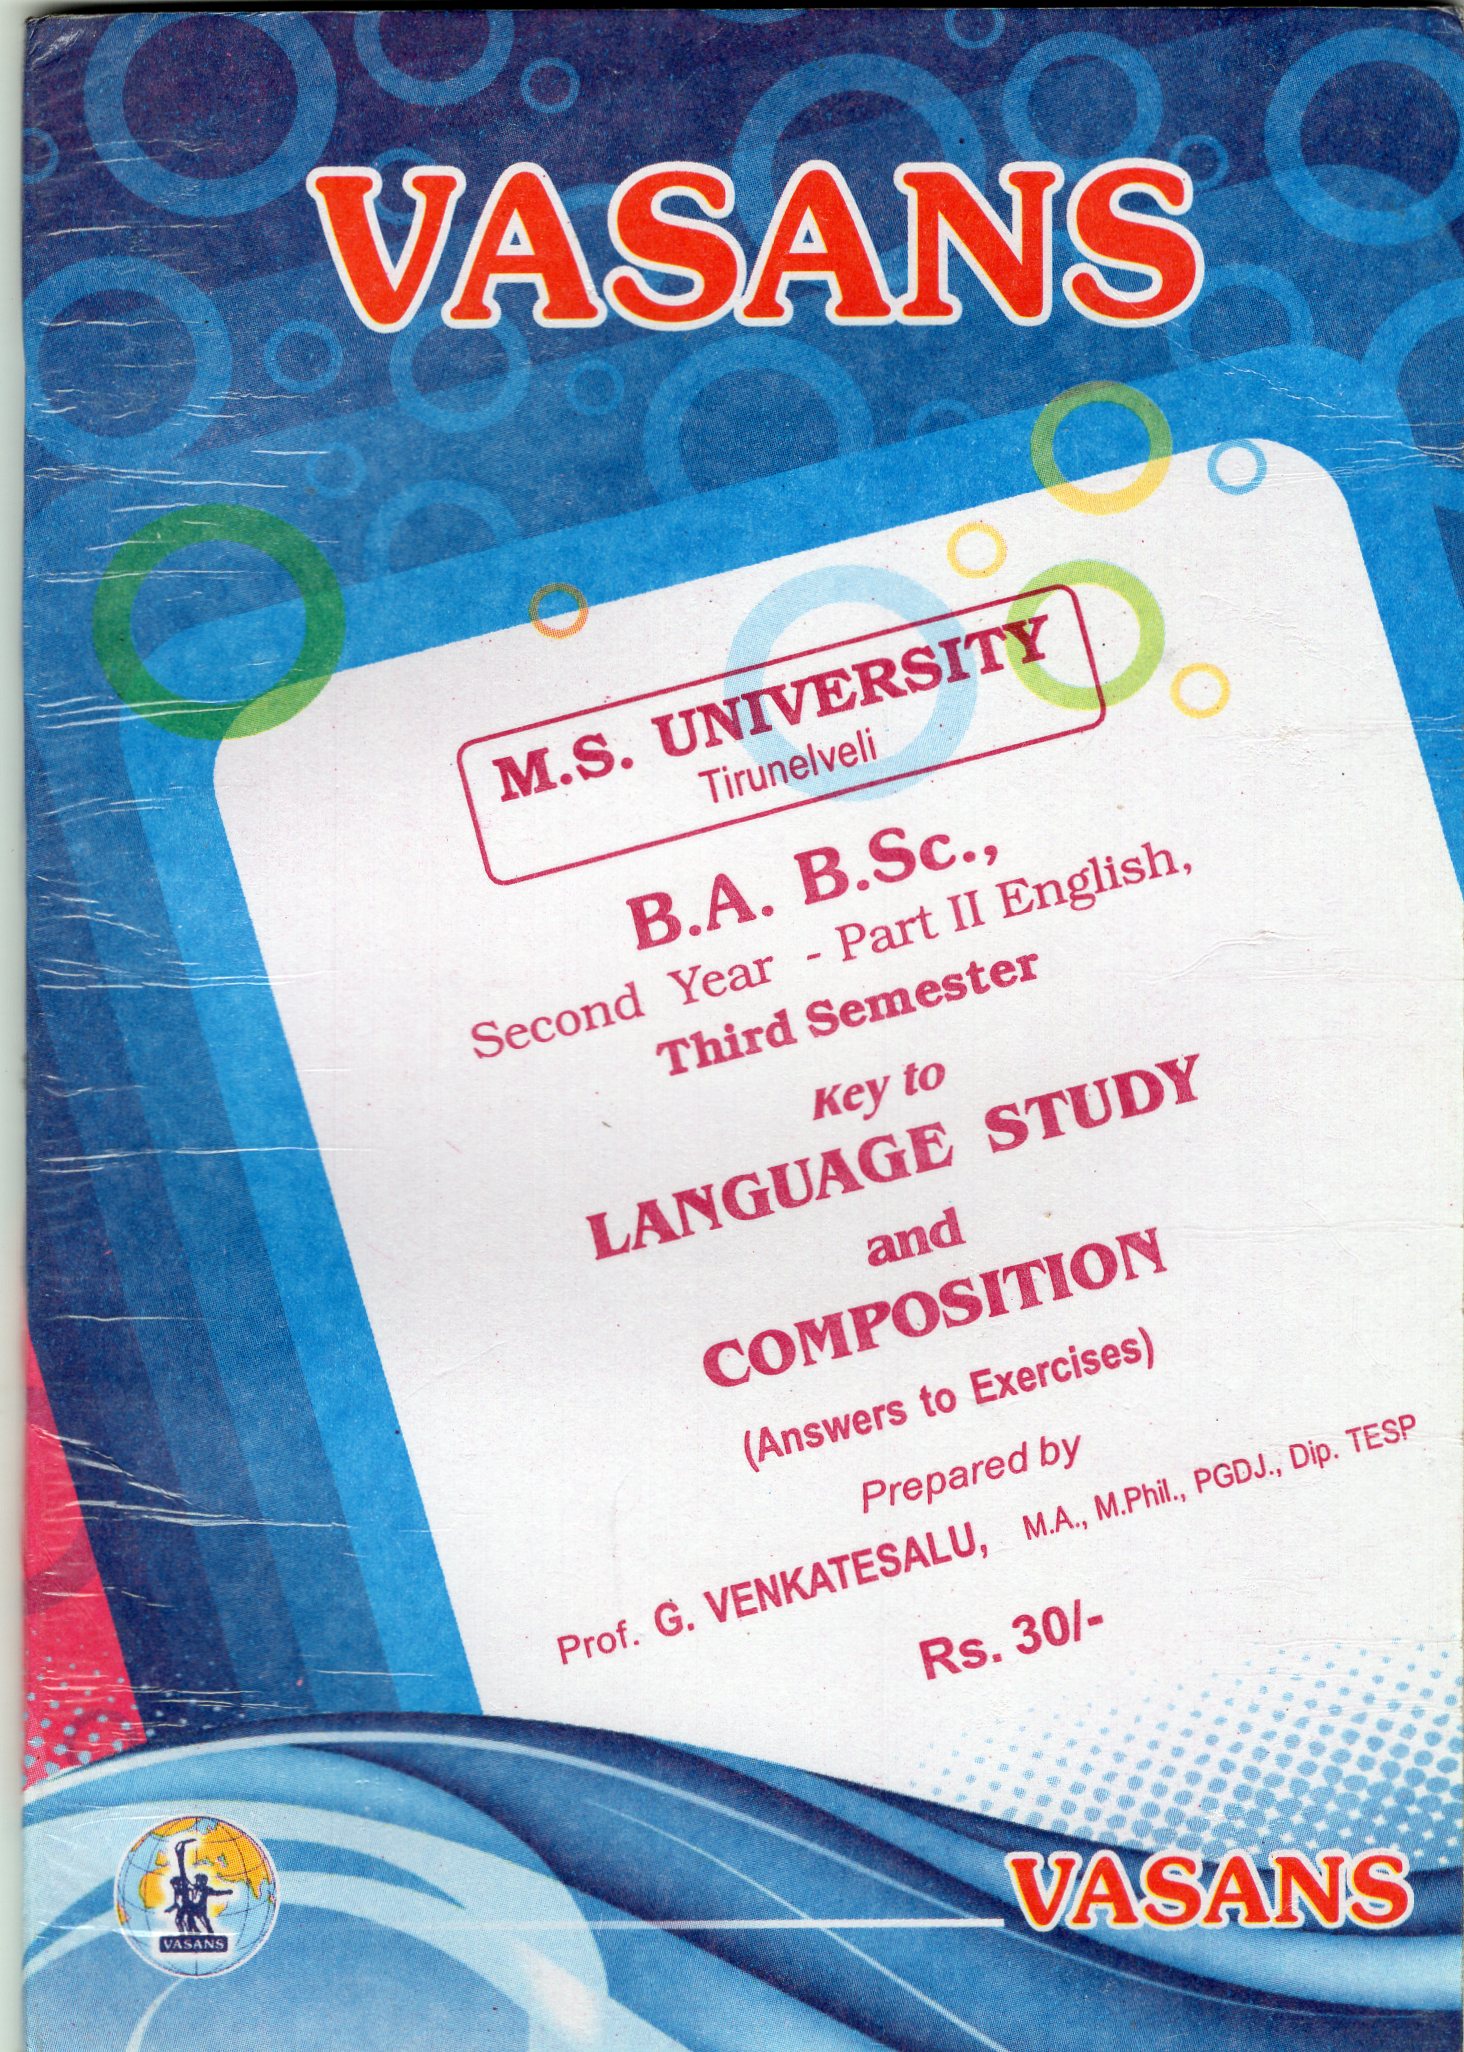 VASANS
M.S. UNIVERSITY
Tirunelveli
B.A. B.Sc.,
Second Year - Part II English,
Third Semester
Key to
LANGUAGE STUDY
and
COMPOSITION
(Answers to Exercises)
Prepared by
Prof. G. VENKATESALU, M.A., M.Phil., PGDJ., Dip. TESP
Rs. 30/-
VASANS
VASANS